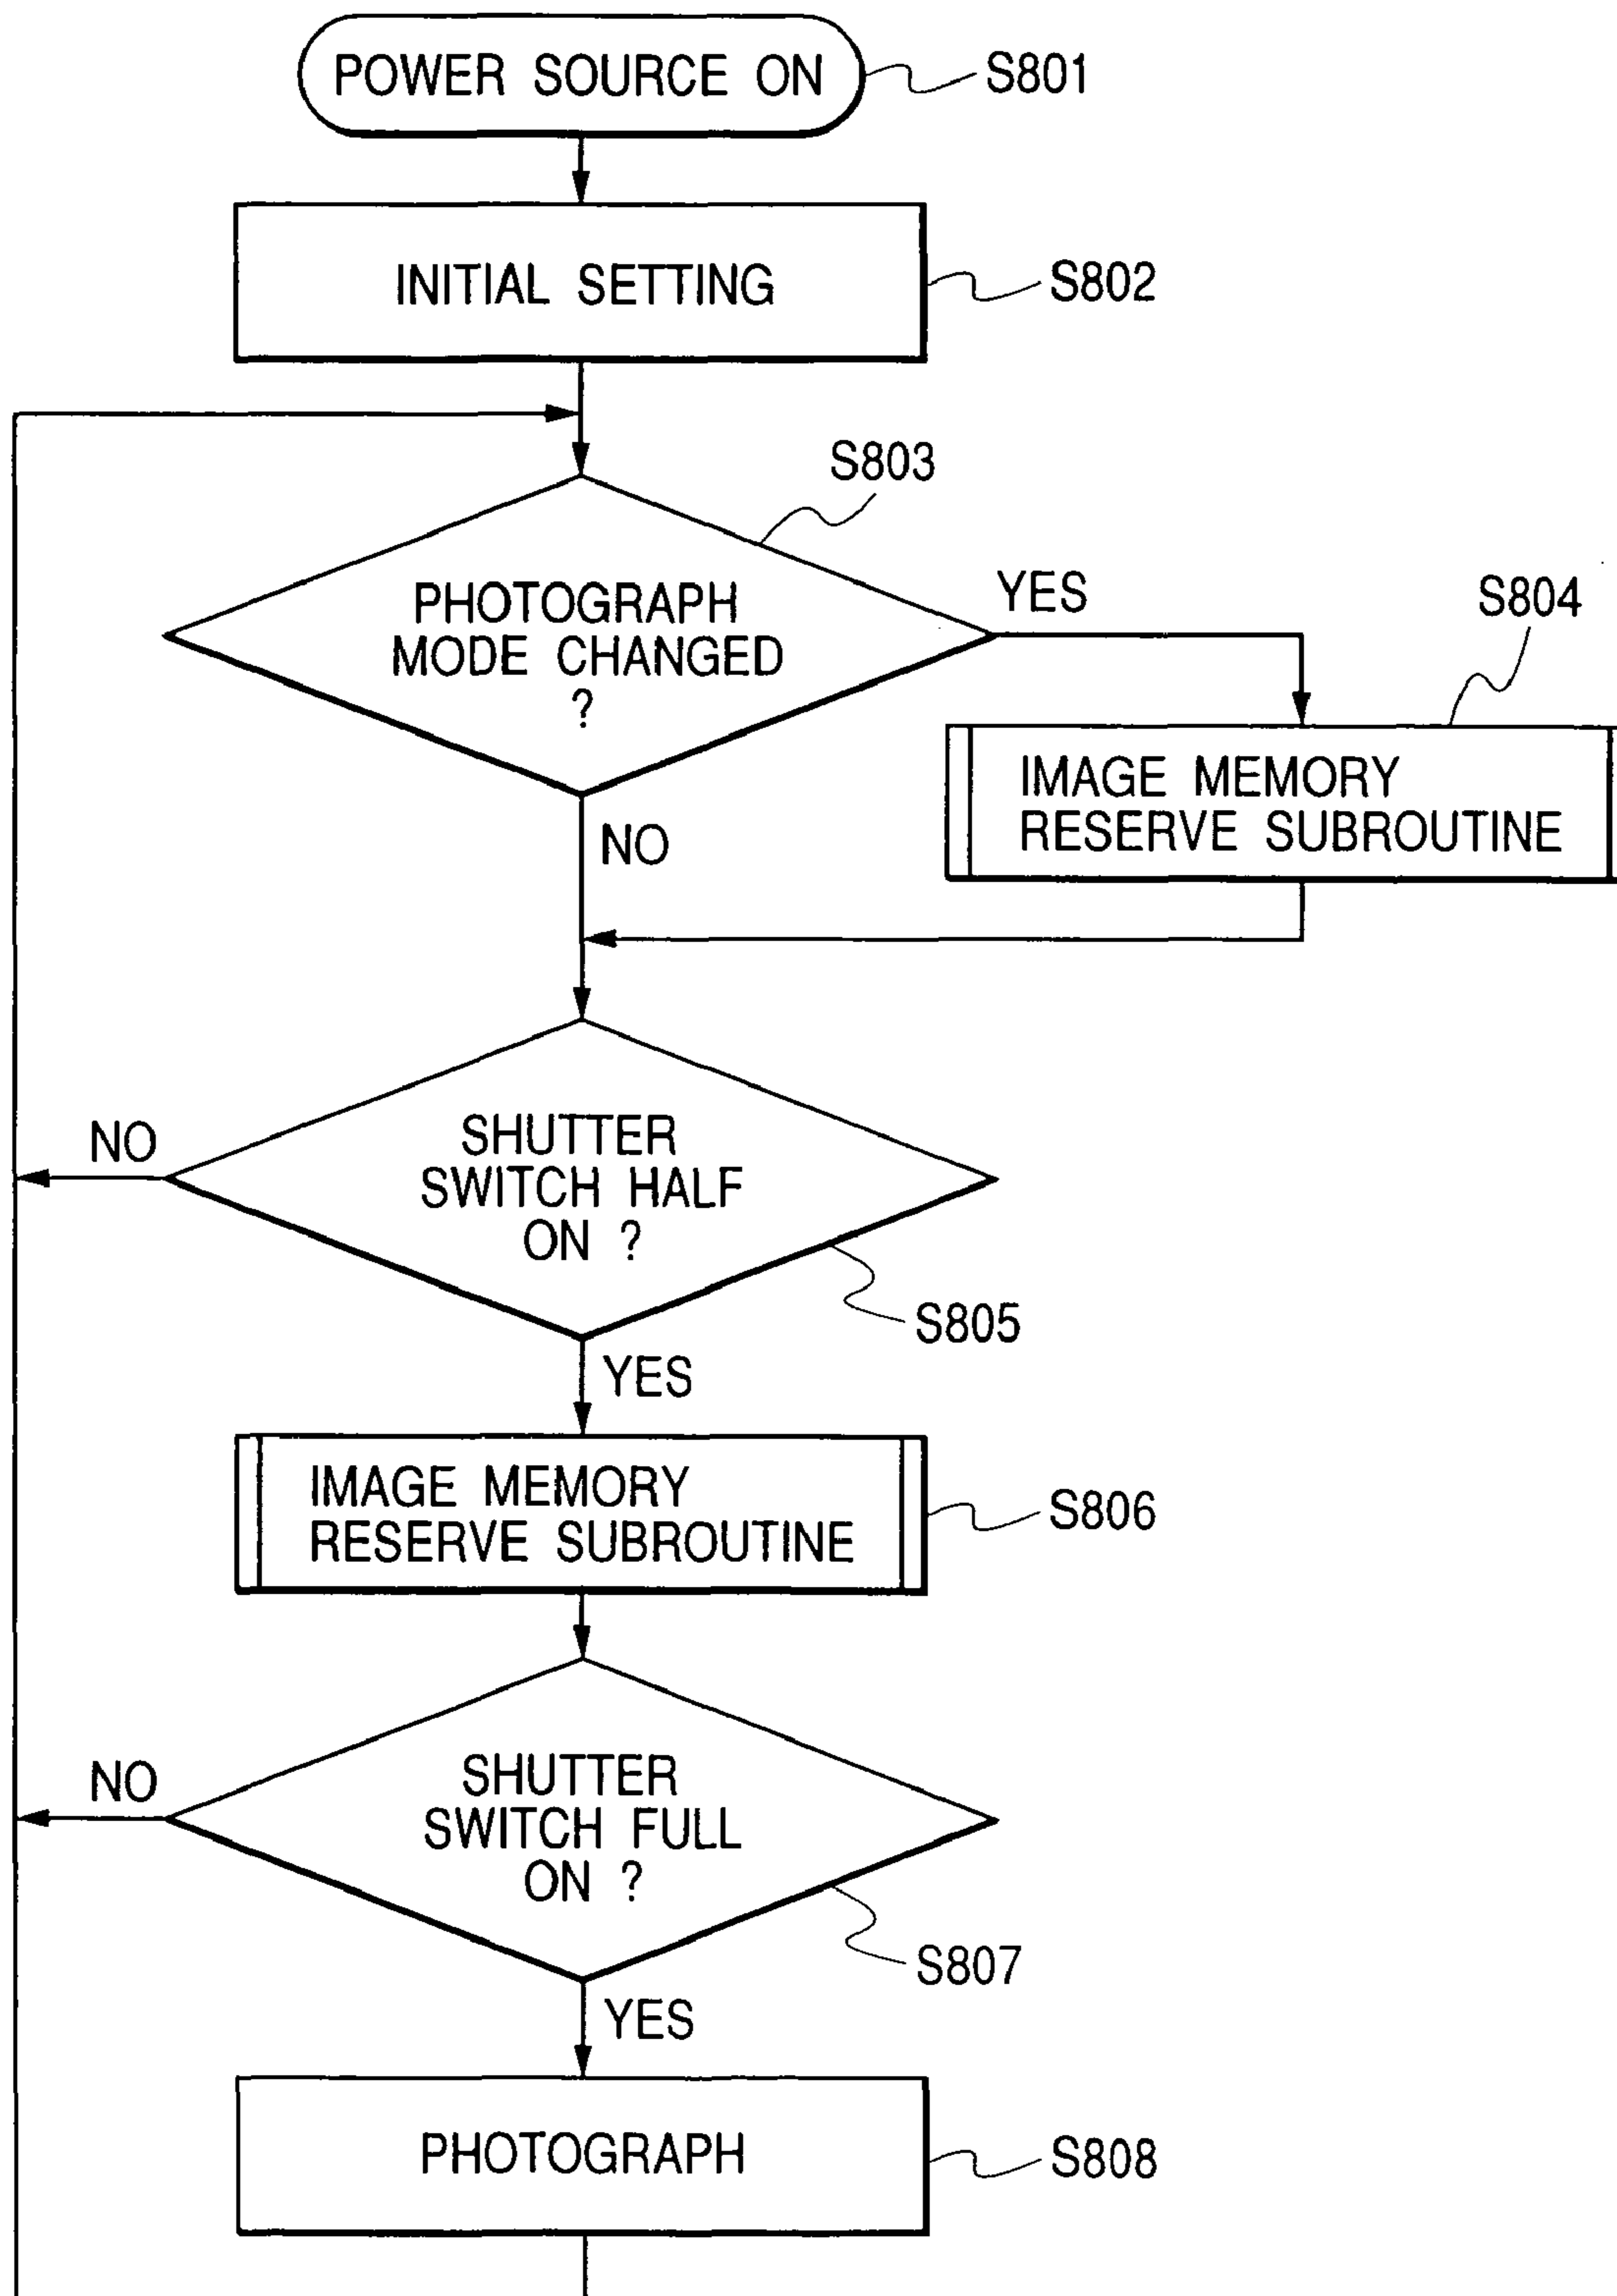 POWER SOURCE ON
S801
INITIAL SETTING
S802
S803
PHOTOGRAPH
MODE CHANGED
?
YES
S804
IMAGE MEMORY
RESERVE SUBROUTINE
NO
SHUTTER
SWITCH HALF
ON ?
NO
S805
YES
IMAGE MEMORY
RESERVE SUBROUTINE
S806
SHUTTER
SWITCH FULL
ON ?
NO
S807
YES
PHOTOGRAPH
S808